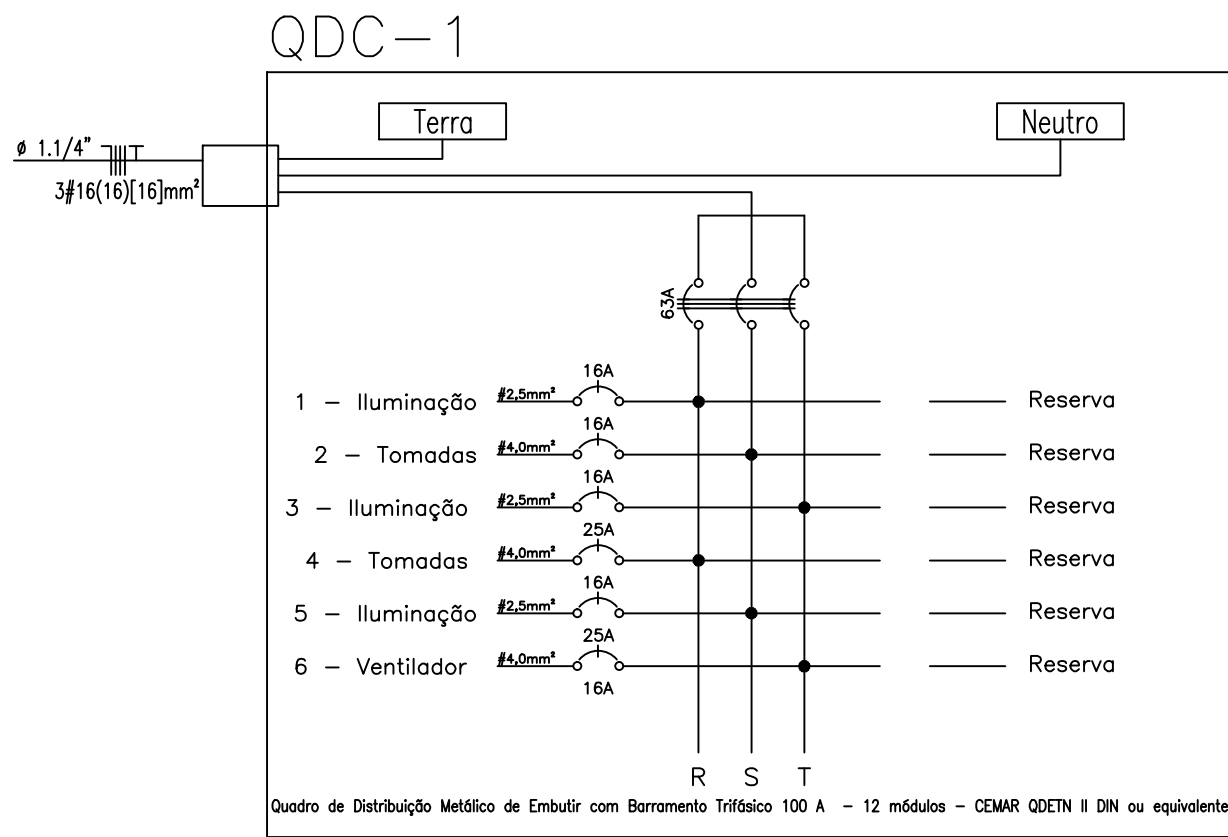 QDC-1
Terra
Neutro
ø 1.1/4"
3#16(16)[16]mm²
63A
16A
1 - Iluminação #2,5mm² Reserva
16A
2 - Tomadas #4,0mm² Reserva
16A
3 - Iluminação #2,5mm² Reserva
25A
4 - Tomadas #4,0mm² Reserva
16A
5 - Iluminação #2,5mm² Reserva
25A
6 - Ventilador #4,0mm² Reserva
16A
R S T
Quadro de Distribuição Metálico de Embutir com Barramento Trifásico 100 A - 12 módulos - CEMAR QDETN II DIN ou equivalente